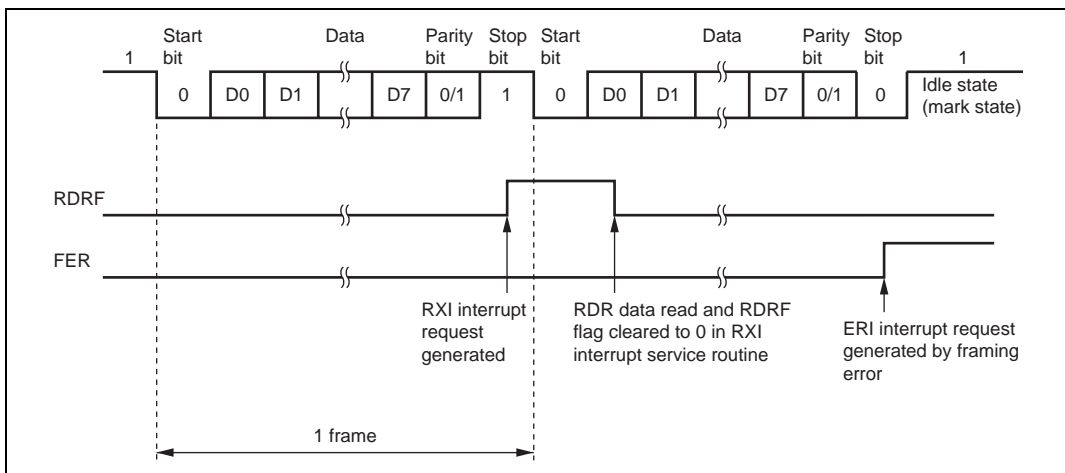 Start bit
Data
Parity bit
Stop bit
Start bit
Data
Parity bit
Stop bit
1
1
0
D0
D1
D7
0/1
1
0
D0
D1
D7
0/1
0
Idle state
(mark state)
RDRF
FER
RXI interrupt
request
generated
RDR data read and RDRF
flag cleared to 0 in RXI
interrupt service routine
ERI interrupt request
generated by framing
error
1 frame